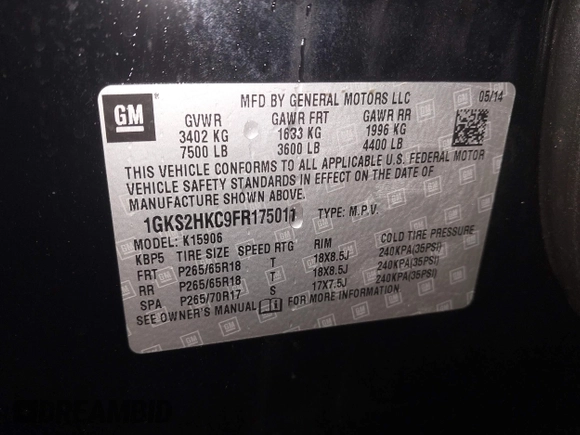 GM
MFD BY GENERAL MOTORS LLC 05/14
GVWR GAWR FRT GAWR RR
3402 KG 1633 KG 1996 KG
7500 LB 3600 LB 4400 LB
THIS VEHICLE CONFORMS TO ALL APPLICABLE U.S. FEDERAL MOTOR
VEHICLE SAFETY STANDARDS IN EFFECT ON THE DATE OF
MANUFACTURE SHOWN ABOVE.
1GKS2HKC9FR175011 TYPE: M.P.V.
MODEL: K15906
KBP5 TIRE SIZE SPEED RTG RIM COLD TIRE PRESSURE
FRT P265/65R18 T 18X8.5J 240KPA(35PSI)
RR P265/65R18 T 18X8.5J 240KPA(35PSI)
SPA P265/70R17 S 17X7.5J 240KPA(35PSI)
SEE OWNER'S MANUAL FOR MORE INFORMATION
DREAMBID